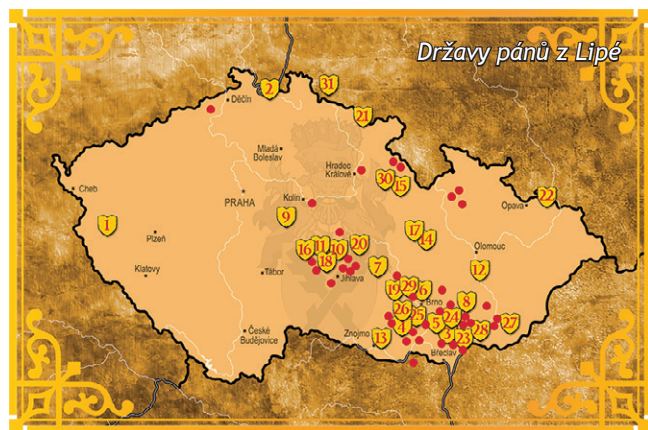 Državy pánů z Lipé
31
2
Děčín
21
Mladá
Boleslav
Hradec
Králové
30
15
Cheb
PRAHA
Kolín
22
Opava
1
9
17
14
Plzeň
16
11
10
20
18
Olomouc
12
7
Klatovy
Tábor
Jihlava
19
29
6
8
Brno
26
25
24
27
4
5
28
České
Budějovice
Znojmo
13
3
23
Břeclav